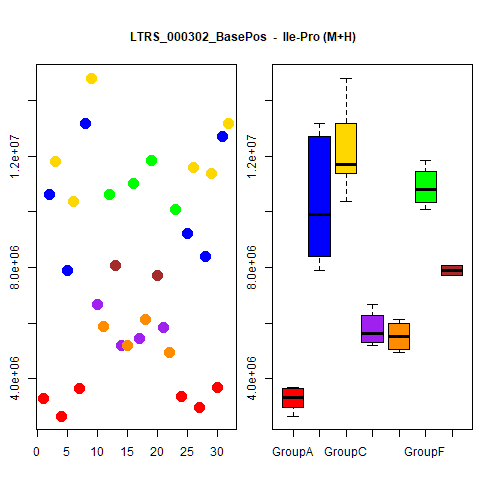 LTRS_000302_BasePos - Ile-Pro (M+H)
1.2e+07
8.0e+06
4.0e+06
0 5 10 15 20 25 30
1.2e+07
8.0e+06
4.0e+06
GroupA GroupC GroupF